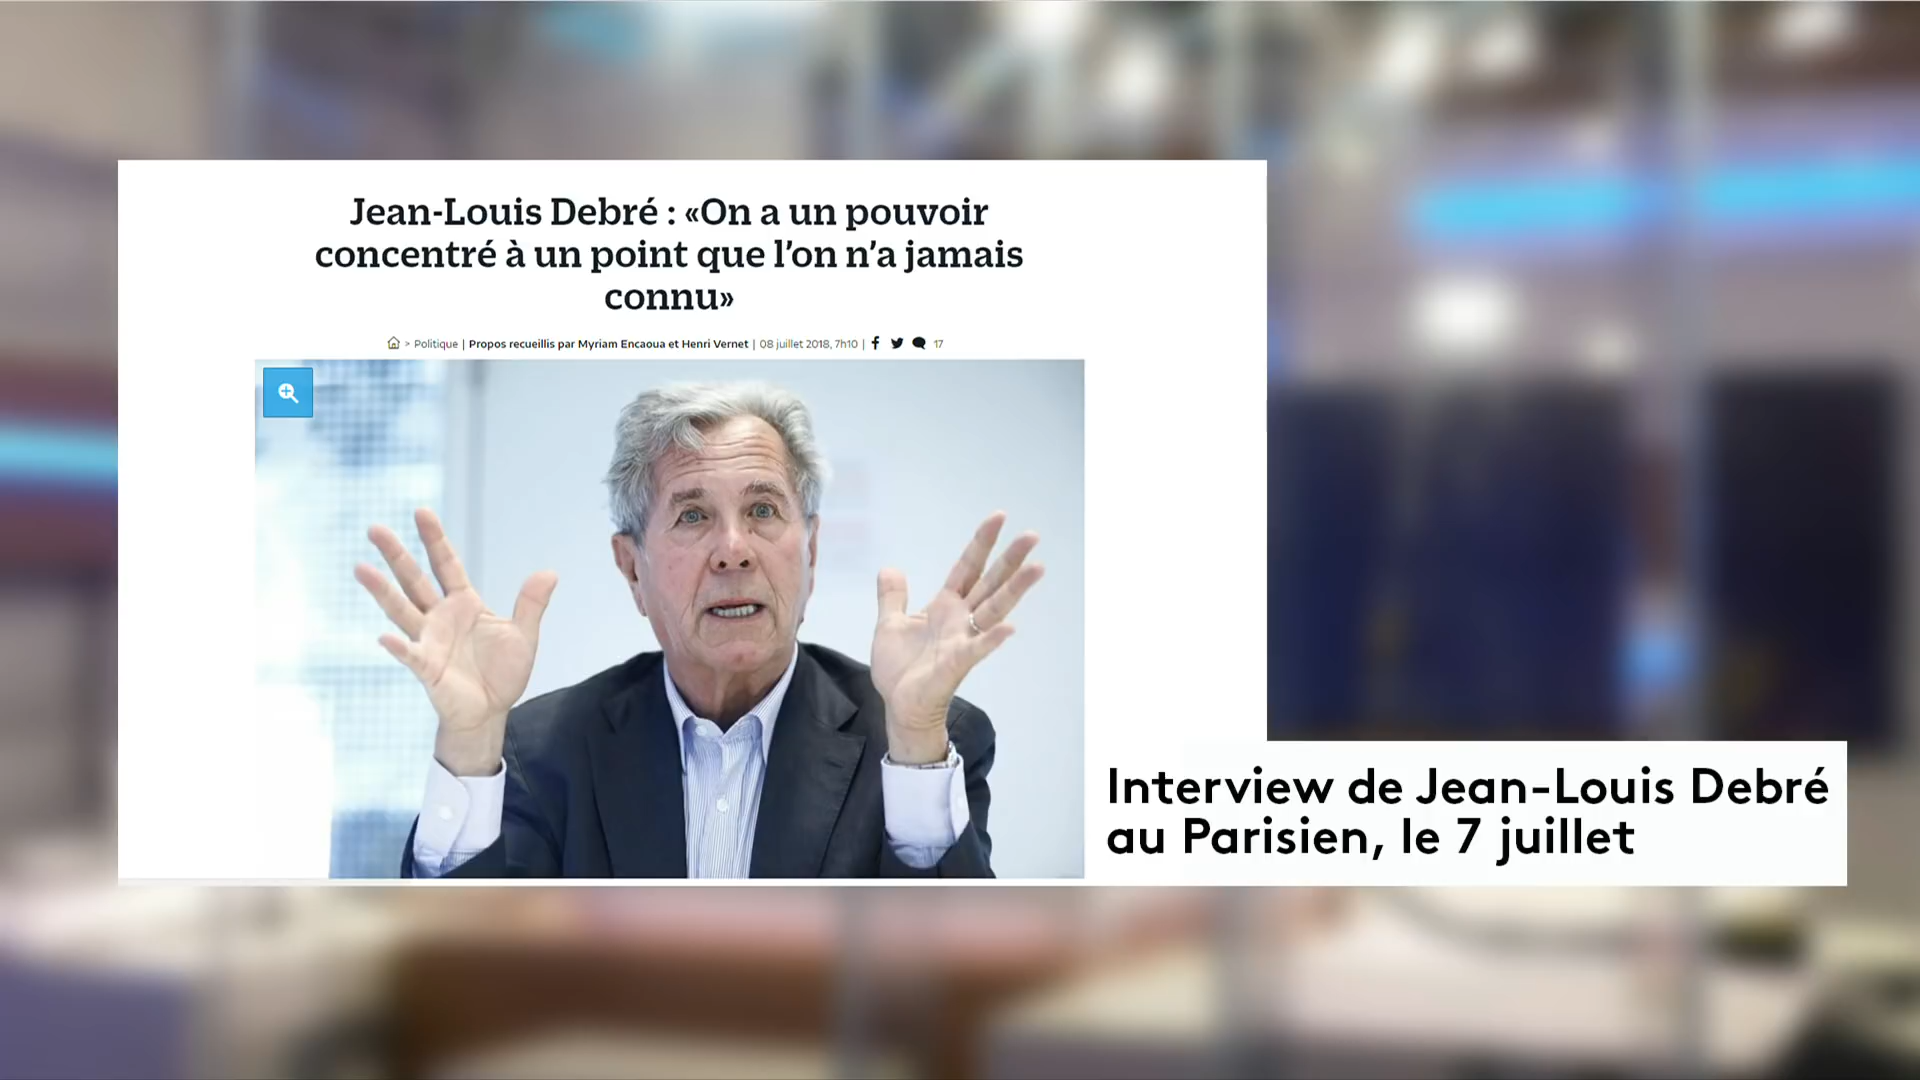 Jean-Louis Debré : «On a un pouvoir
concentré à un point que l'on n'a jamais
connu»
> Politique | Propos recueillis par Myriam Encaoua et Henri Vernet | 08 juillet 2018, 7h10 | 17
Interview de Jean-Louis Debré
au Parisien, le 7 juillet